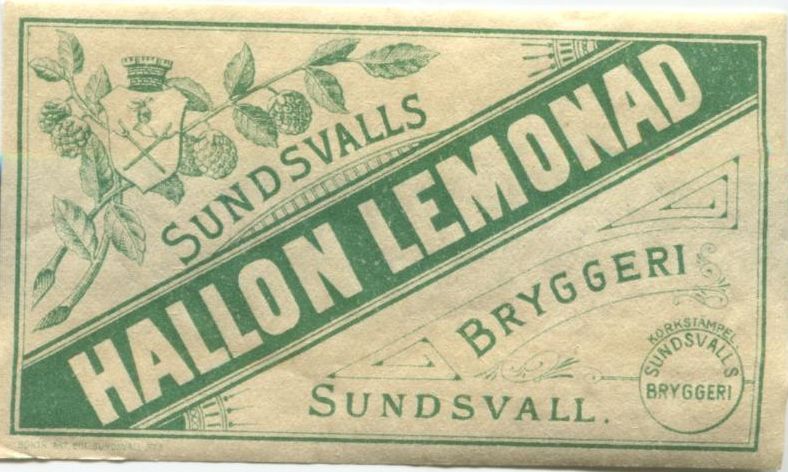 SUNDSVALLS
HALLON LEMONAD
BRYGGERI
SUNDSVALL.
KORKSTÄMPEL
SUNDSVALLS
BRYGGERI